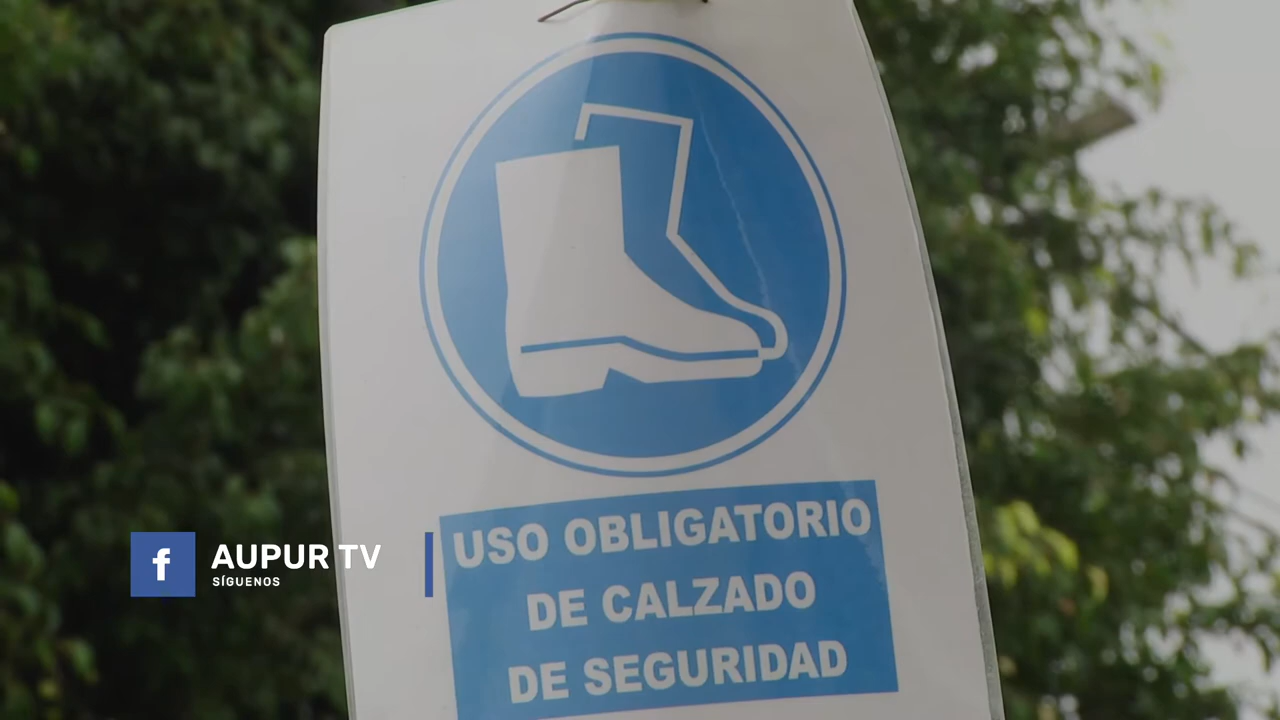 USO OBLIGATORIO
DE CALZADO
DE SEGURIDAD
AUPUR TV
SÍGUENOS